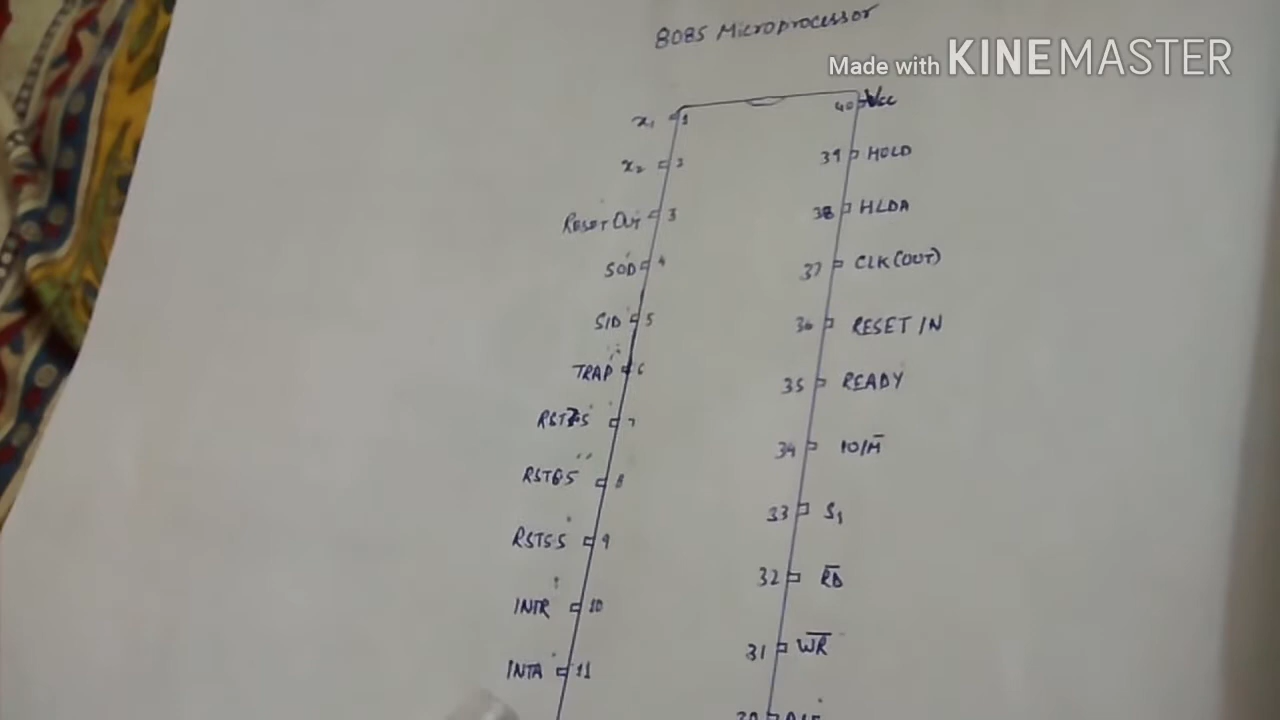 8085 Microprocessor
Made with KINEMASTER
x1 1 40 Vcc
x2 2 39 HOLD
RESET OUT 3 38 HLDA
SOD 4 37 CLK(OUT)
SID 5 36 RESET IN
TRAP 6 35 READY
RST7.5 7 34 IO/M̅
RST6.5 8 33 S1
RST5.5 9 32 R̅D̅
INTR 10 31 W̅R̅
INTA 11